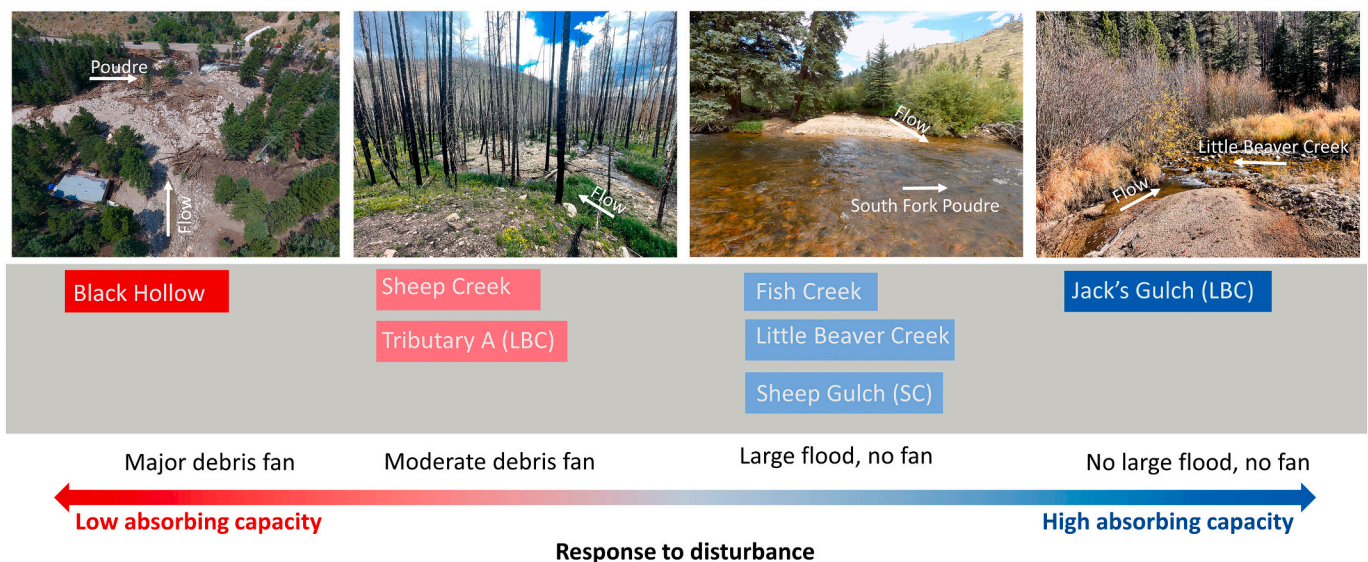 Poudre
Flow
Flow
Flow
South Fork Poudre
Little Beaver Creek
Flow
Black Hollow
Sheep Creek
Tributary A (LBC)
Fish Creek
Little Beaver Creek
Sheep Gulch (SC)
Jack's Gulch (LBC)
Major debris fan
Moderate debris fan
Large flood, no fan
No large flood, no fan
Low absorbing capacity
High absorbing capacity
Response to disturbance